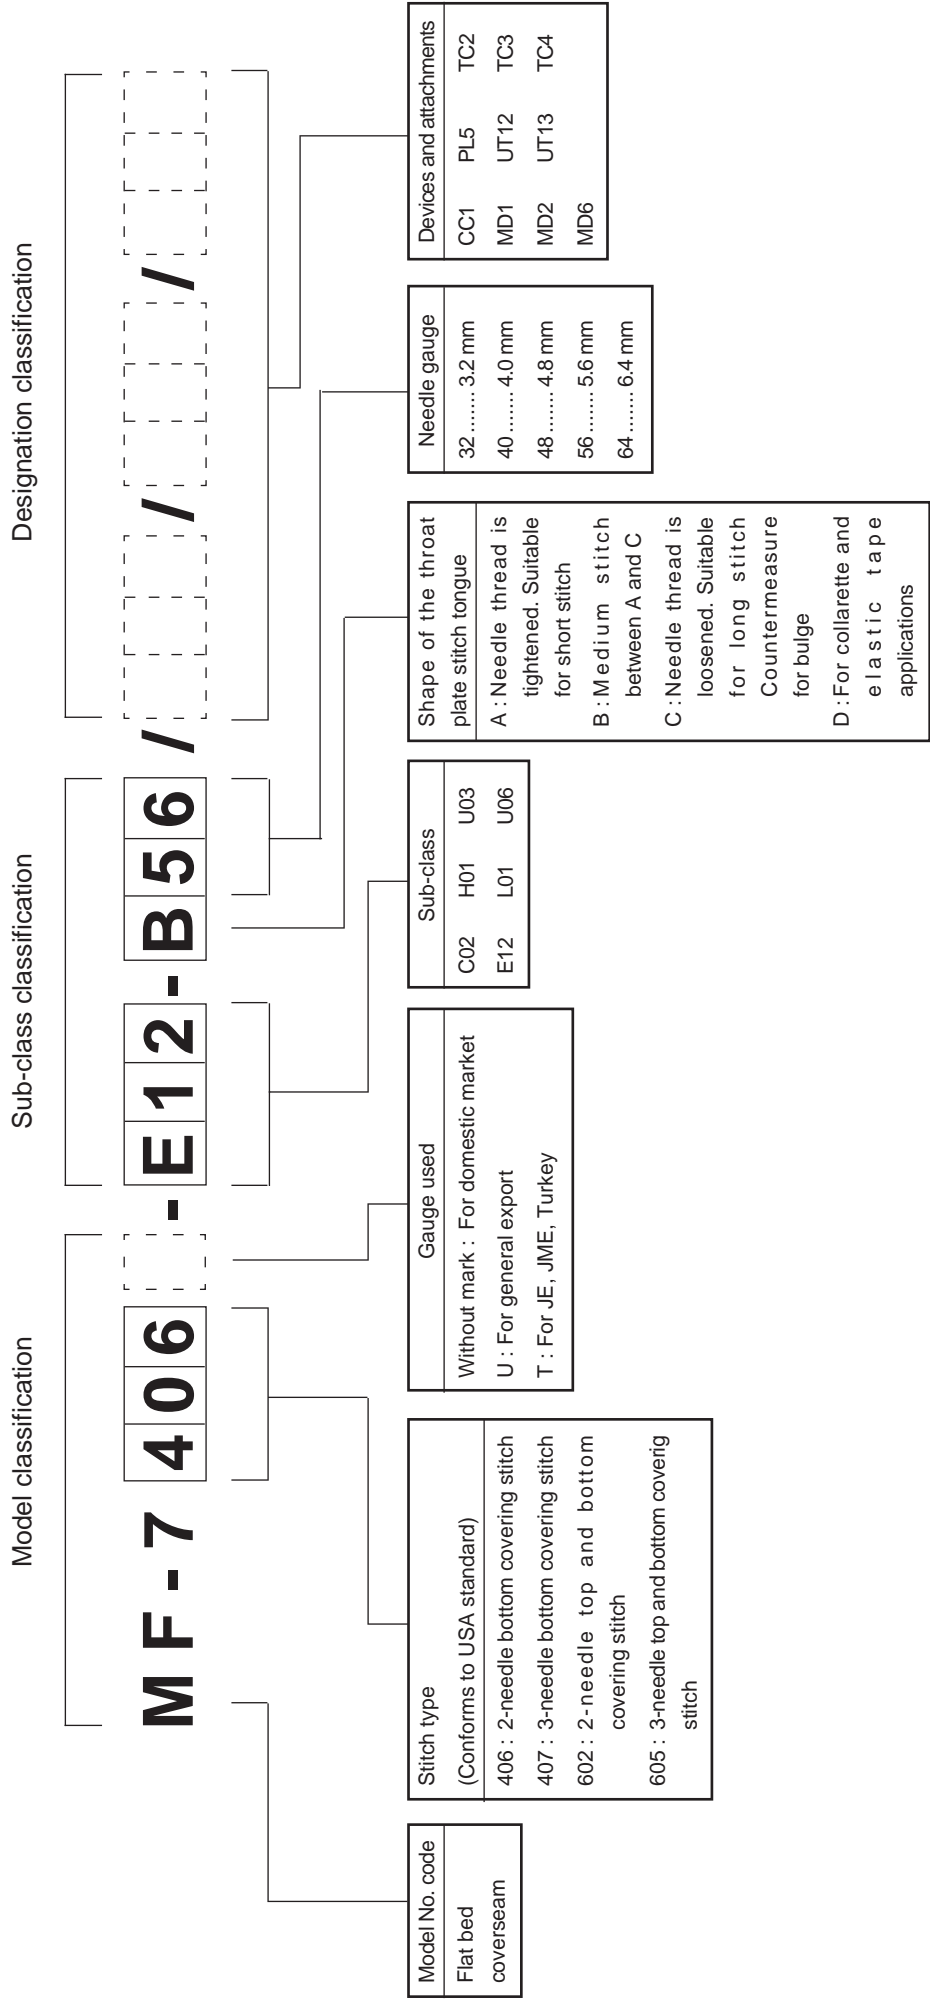 Model classification
Sub-class classification
Designation classification
MF-7406 -E12-B56/ / /
Model No. code
Flat bed
coverseam
Stitch type
(Conforms to USA standard)
406 : 2-needle bottom covering stitch
407 : 3-needle bottom covering stitch
602 : 2-needle top and bottom
covering stitch
605 : 3-needle top and bottom coverig
stitch
Gauge used
Without mark : For domestic market
U : For general export
T : For JE, JME, Turkey
Sub-class
C02 H01 U03
E12 L01 U06
Shape of the throat
plate stitch tongue
A : Needle thread is
tightened. Suitable
for short stitch
B : Medium stitch
between A and C
C : Needle thread is
loosened. Suitable
for long stitch
Countermeasure
for bulge
D : For collarette and
elastic tape
applications
Needle gauge
32 ....... 3.2 mm
40 ....... 4.0 mm
48 ....... 4.8 mm
56 ....... 5.6 mm
64 ....... 6.4 mm
Devices and attachments
CC1 PL5 TC2
MD1 UT12 TC3
MD2 UT13 TC4
MD6